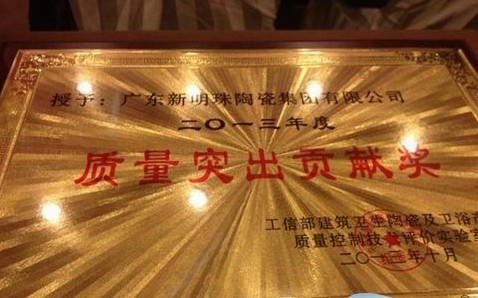 授予：广东新明珠陶瓷集团有限公司
二〇一三年度
质量突出贡献奖
工信部建筑卫生陶瓷及卫浴产
质量控制技术评价实验室
二〇一三年十月